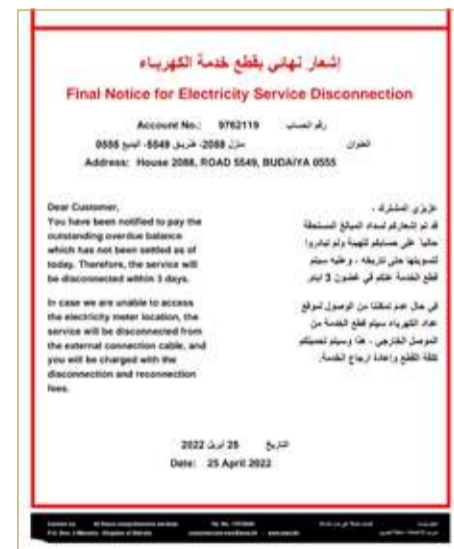 إشعار نهائي بقطع خدمة الكهرباء
Final Notice for Electricity Service Disconnection
Account No.: 9762119 رقم الحساب
العنوان منزل 2088، طريق 5549، البديع 0555
Address: House 2088, ROAD 5549, BUDAIYA 0555
Dear Customer,
You have been notified to pay the
outstanding overdue balance
which has not been settled as of
today. Therefore, the service will
be disconnected within 3 days.
In case we are unable to access
the electricity meter location, the
service will be disconnected from
the external connection cable, and
you will be charged with the
disconnection and reconnection
fees.
عزيزي المشترك ،
قد تم إشعاركم لسداد المبالغ المستحقة
حاليا على حسابكم للهيئة ولم تبادروا
لتسويتها حتى تاريخه ، وعليه سيتم
قطع الخدمة عنكم في غضون 3 أيام.
في حال عدم تمكننا من الوصول لموقع
عداد الكهرباء سيتم قطع الخدمة من
الموصل الخارجي ، هذا وسيتم تحميلكم
كلفة القطع وإعادة ارجاع الخدمة.
التاريخ 25 أبريل 2022
Date: 25 April 2022